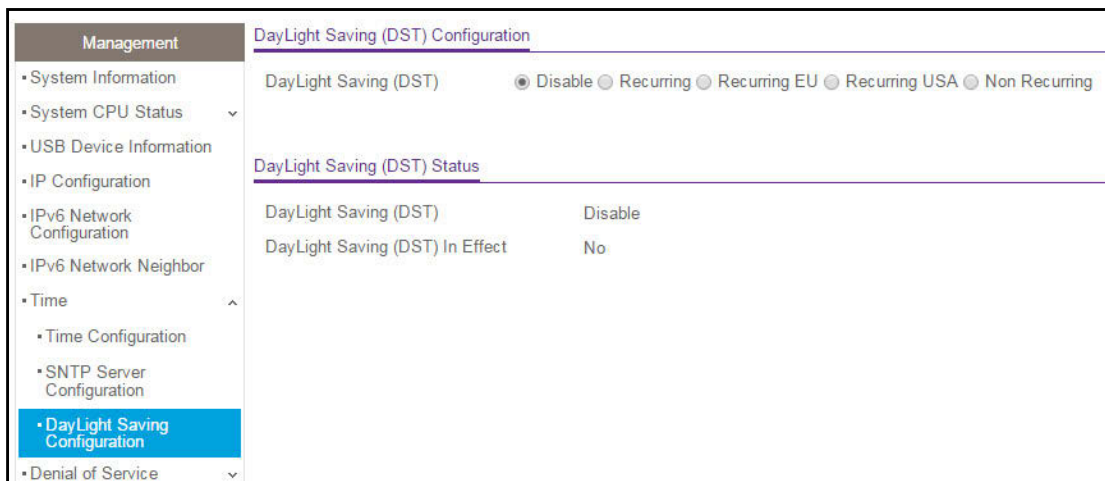 Management
System Information
System CPU Status
USB Device Information
IP Configuration
IPv6 Network
Configuration
IPv6 Network Neighbor
Time
Time Configuration
SNTP Server
Configuration
DayLight Saving
Configuration
Denial of Service
DayLight Saving (DST) Configuration
DayLight Saving (DST) Disable Recurring Recurring EU Recurring USA Non Recurring
DayLight Saving (DST) Status
DayLight Saving (DST) Disable
DayLight Saving (DST) In Effect No